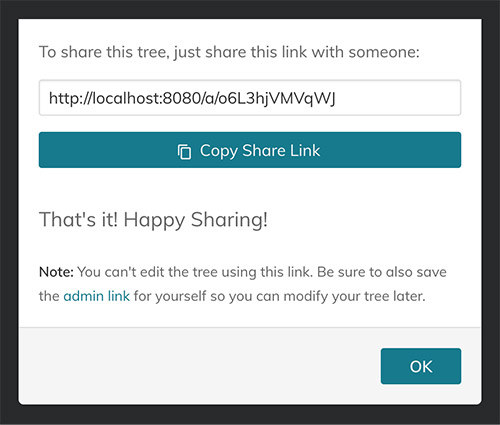 To share this tree, just share this link with someone:
http://localhost:8080/a/o6L3hjVMVqWJ
Copy Share Link
That's it! Happy Sharing!
Note: You can't edit the tree using this link. Be sure to also save
the admin link for yourself so you can modify your tree later.
OK